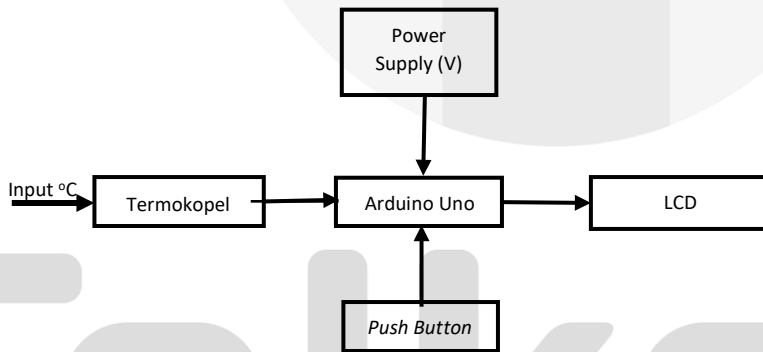 Power
Supply (V)
Input °C
Termokopel
Arduino Uno
LCD
Push Button